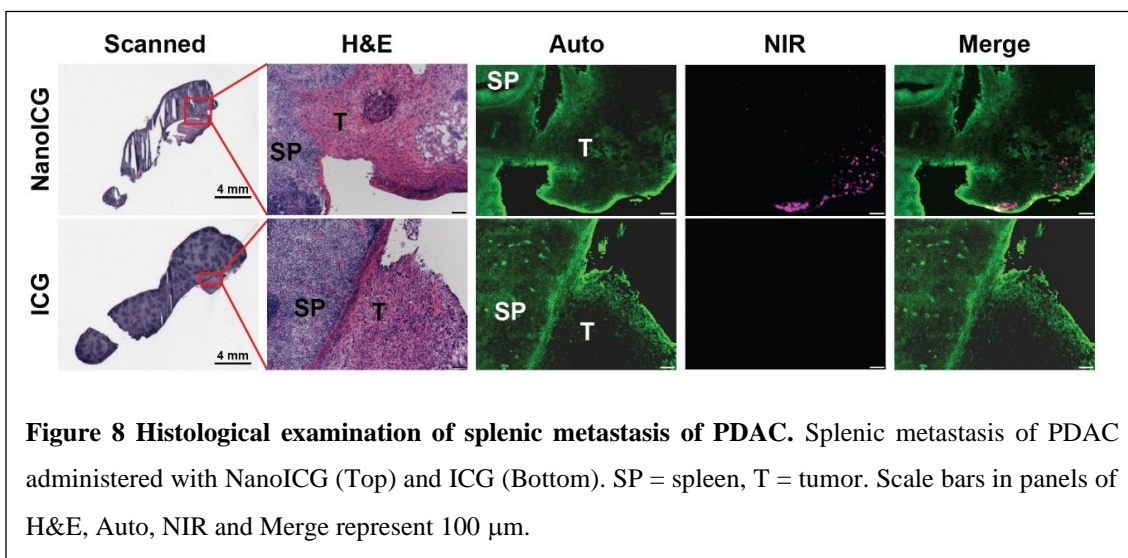 Scanned H&E Auto NIR Merge
NanoICG
4 mm
SP
T
SP
T
ICG
4 mm
SP
T
SP
T
Figure 8 Histological examination of splenic metastasis of PDAC. Splenic metastasis of PDAC
administered with NanoICG (Top) and ICG (Bottom). SP = spleen, T = tumor. Scale bars in panels of
H&E, Auto, NIR and Merge represent 100 μm.